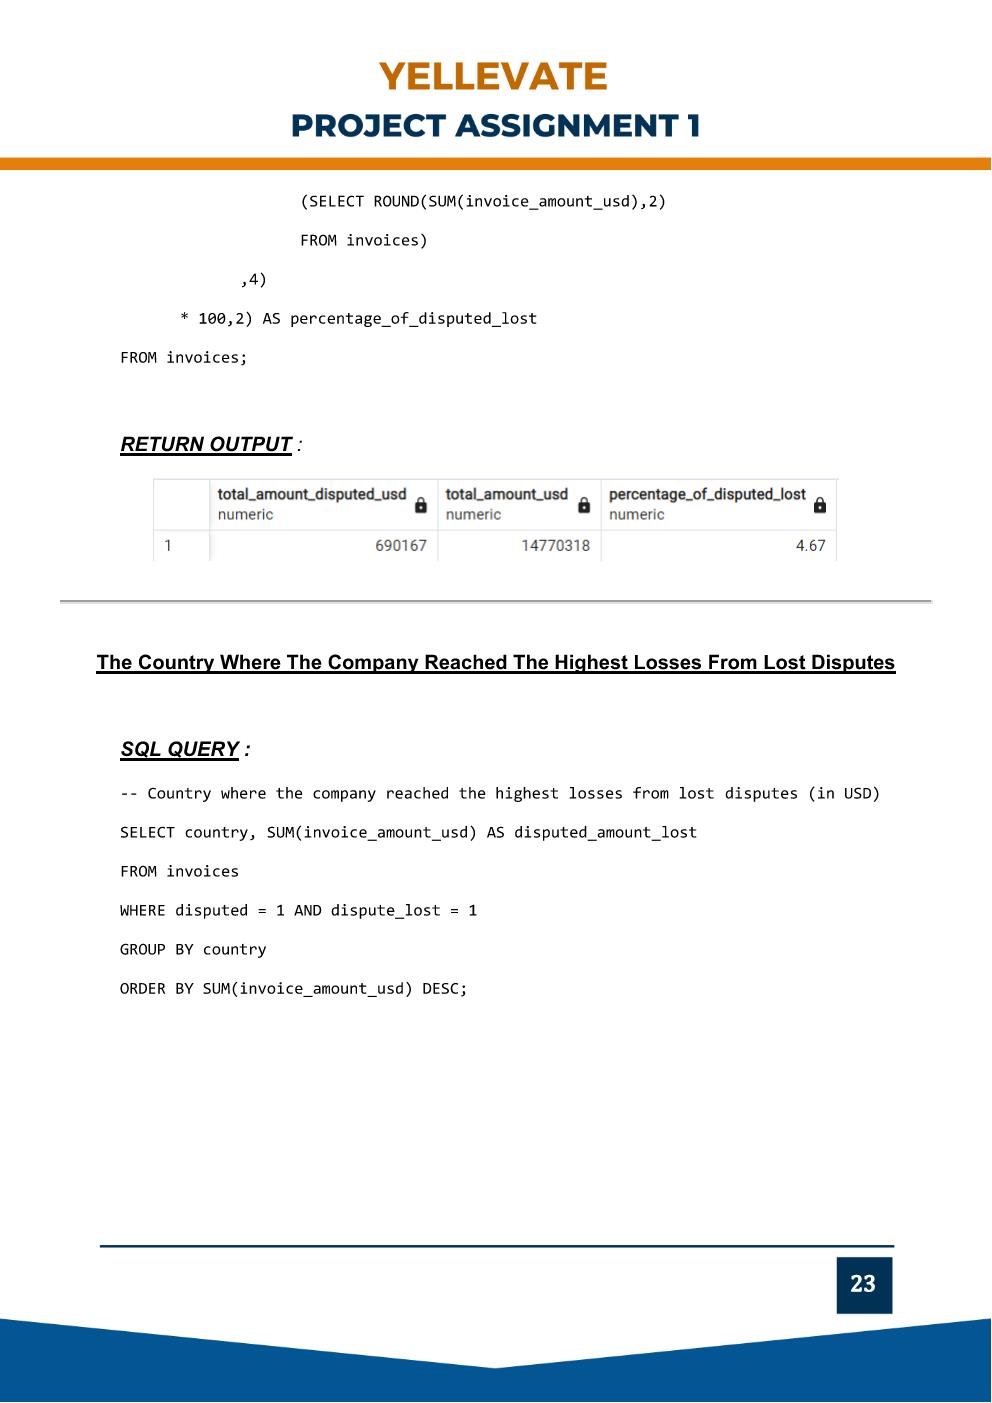 YELLEVATE
PROJECT ASSIGNMENT 1
(SELECT ROUND(SUM(invoice_amount_usd),2)
FROM invoices)
,4)
* 100,2) AS percentage_of_disputed_lost
FROM invoices;
RETURN OUTPUT :
total_amount_disputed_usd total_amount_usd percentage_of_disputed_lost
numeric numeric numeric
1 690167 14770318 4.67
The Country Where The Company Reached The Highest Losses From Lost Disputes
SQL QUERY :
-- Country where the company reached the highest losses from lost disputes (in USD)
SELECT country, SUM(invoice_amount_usd) AS disputed_amount_lost
FROM invoices
WHERE disputed = 1 AND dispute_lost = 1
GROUP BY country
ORDER BY SUM(invoice_amount_usd) DESC;
23